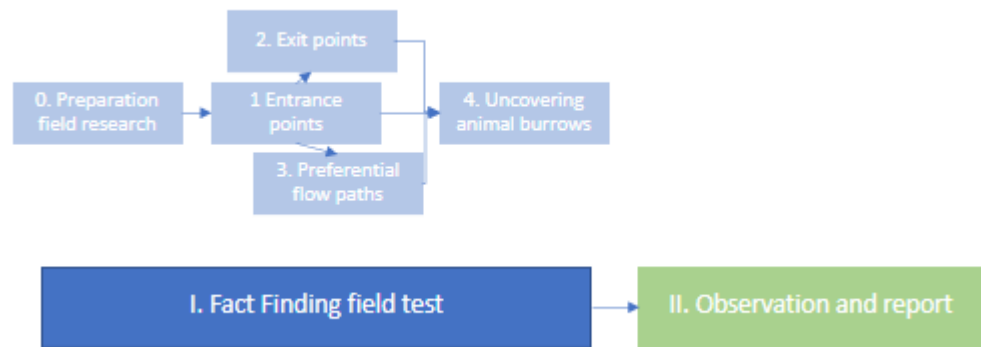 2. Exit points
0. Preparation
field research
1 Entrance
points
4. Uncovering
animal burrows
3. Preferential
flow paths
I. Fact Finding field test
II. Observation and report